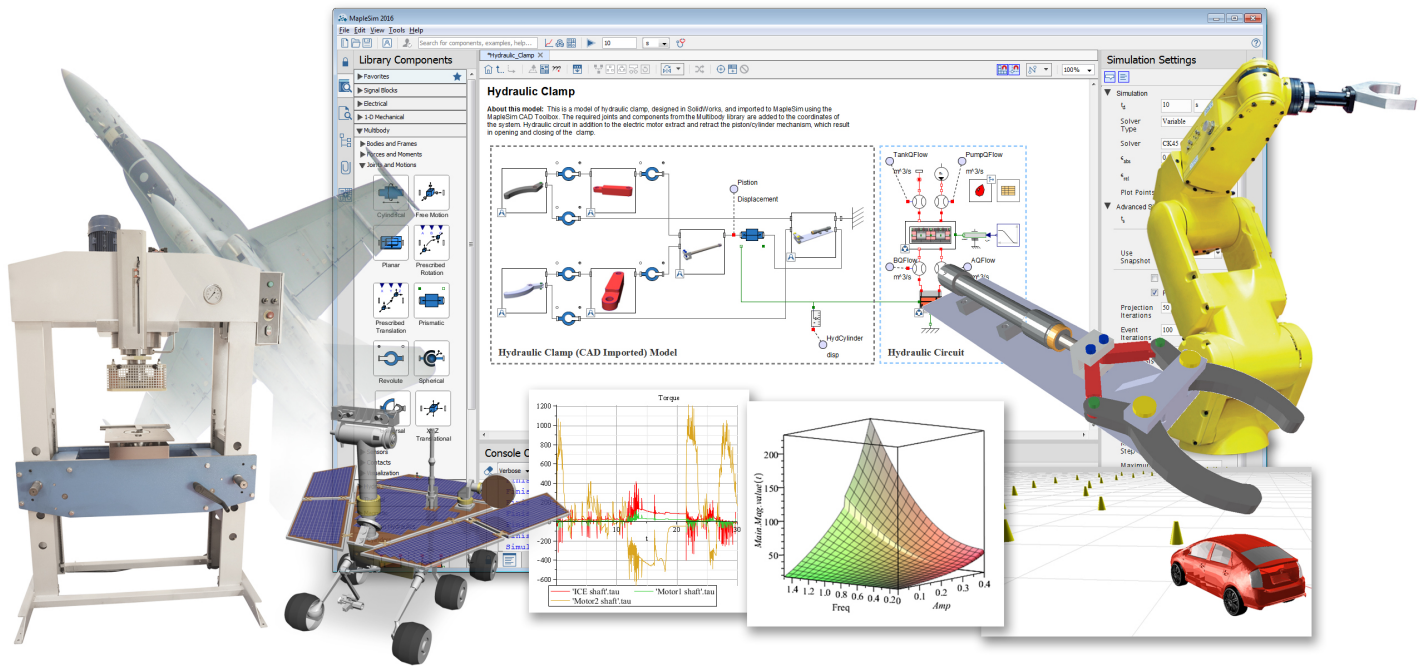 MapleSim 2016
File Edit View Tools Help
Search for components, examples, help...
10
s
Library Components
Favorites
Signal Blocks
Electrical
1-D Mechanical
Multibody
Bodies and Frames
Forces and Moments
Joints and Motions
Cylindrical
Free Motion
Planar
Prescribed
Rotation
Prescribed
Translation
Prismatic
Revolute
Spherical
Translational
Sensors
Contacts
Visualization
*Hydraulic_Clamp
100%
Hydraulic Clamp
About this model: This is a model of hydraulic clamp, designed in SolidWorks, and imported to MapleSim using the
MapleSim CAD Toolbox. The required joints and components from the Multibody library are added to the coordinates of
the system. Hydraulic circuit in addition to the electric motor extract and retract the piston/cylinder mechanism, which result
in opening and closing of the clamp.
Pistion
Displacement
HydCylinder
disp
Hydraulic Clamp (CAD Imported) Model
TankQFlow
PumpQFlow
m³/s
m³/s
BQFlow
AQFlow
m³/s
m³/s
Hydraulic Circuit
Simulation Settings
Simulation
10
s
Solver
Type
Variable
Solver
CK45
Plot Points
Use
Snapshot
Projection
Iterations
50
Event
Iterations
100
Console
Verbose
Torque
1200
1000
800
600
400
200
0
−200
−400
−600
10
20
30
t
'ICE shaft'.tau
'Motor1 shaft'.tau
'Motor2 shaft'.tau
Main.Mag.value(t)
200
150
100
50
1.4 1.2 1.0 0.8 0.6 0.4 0.2
Freq
0 0.1 0.2 0.3 0.4
Amp